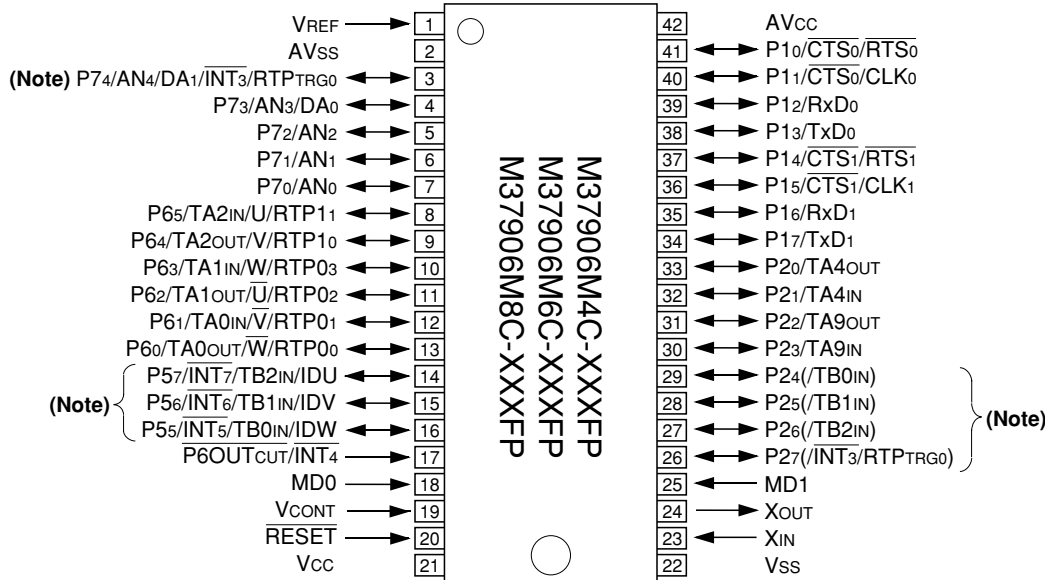 VREF 1
AVSS 2
(Note) P74/AN4/DA1/INT3/RTPTRG0 3
P73/AN3/DA0 4
P72/AN2 5
P71/AN1 6
P70/AN0 7
P65/TA2IN/U/RTP11 8
P64/TA2OUT/V/RTP10 9
P63/TA1IN/W/RTP03 10
P62/TA1OUT/U̅/RTP02 11
P61/TA0IN/V̅/RTP01 12
P60/TA0OUT/W̅/RTP00 13
P57/INT7/TB2IN/IDU 14
(Note)
P56/INT6/TB1IN/IDV 15
P55/INT5/TB0IN/IDW 16
P6OUTCUT/INT4 17
MD0 18
VCONT 19
RESET 20
VCC 21
M37906M4C-XXXFP
M37906M6C-XXXFP
M37906M8C-XXXFP
42 AVCC
41 P10/CTS0/RTS0
40 P11/CTS0/CLK0
39 P12/RxD0
38 P13/TxD0
37 P14/CTS1/RTS1
36 P15/CTS1/CLK1
35 P16/RxD1
34 P17/TxD1
33 P20/TA4OUT
32 P21/TA4IN
31 P22/TA9OUT
30 P23/TA9IN
29 P24(/TB0IN)
28 P25(/TB1IN)
(Note)
27 P26(/TB2IN)
26 P27(/INT3/RTPTRG0)
25 MD1
24 XOUT
23 XIN
22 VSS